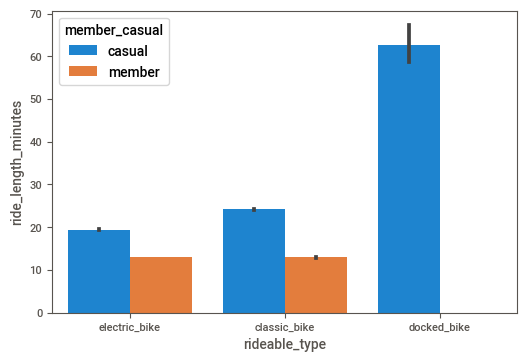 member_casual
casual
member
ride_length_minutes
70
60
50
40
30
20
10
0
electric_bike classic_bike docked_bike
rideable_type